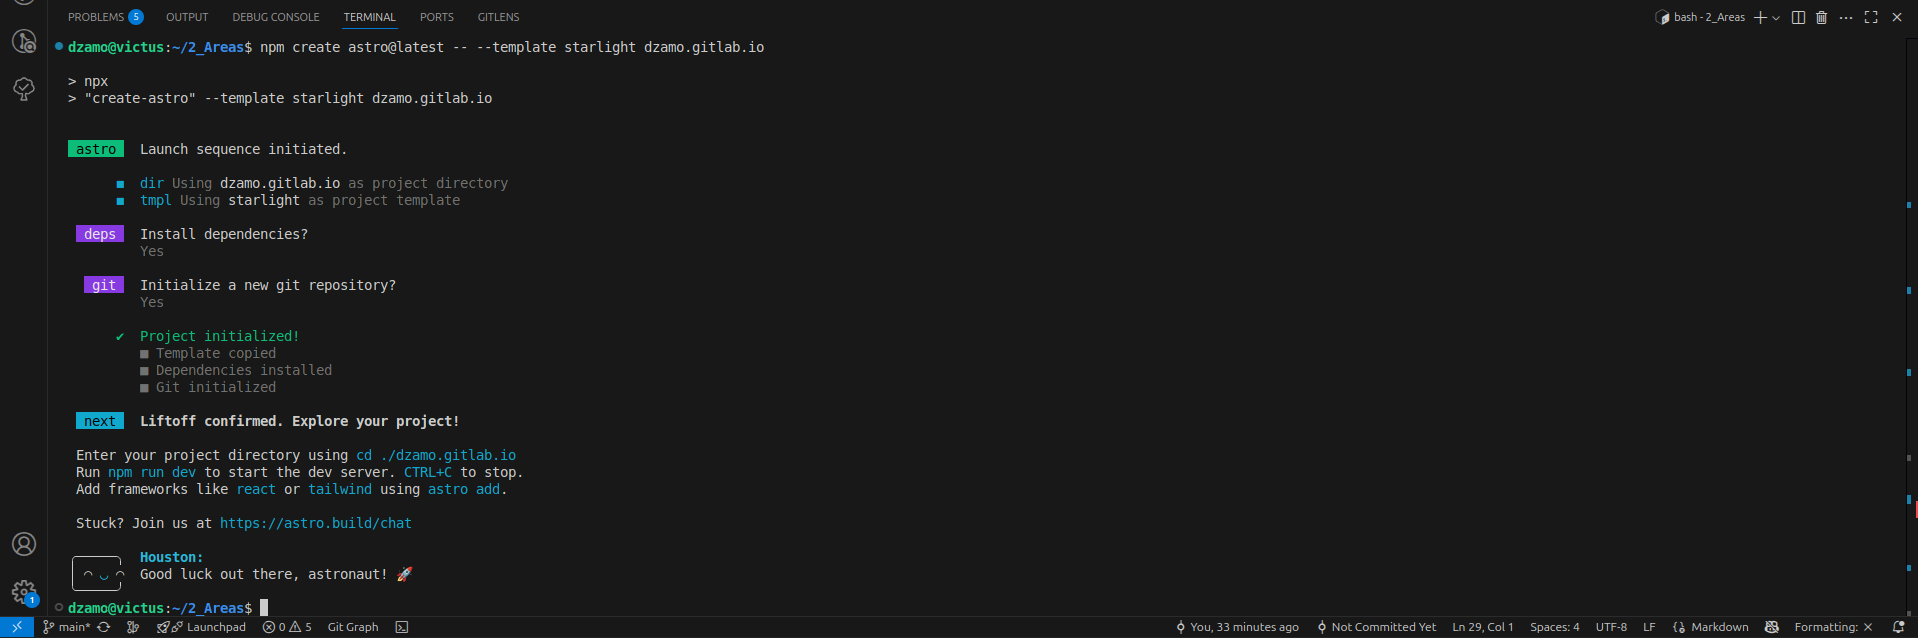 PROBLEMS 5 OUTPUT DEBUG CONSOLE TERMINAL PORTS GITLENS bash - 2_Areas
dzamo@victus:~/2_Areas$ npm create astro@latest -- --template starlight dzamo.gitlab.io
> npx
> "create-astro" --template starlight dzamo.gitlab.io
astro Launch sequence initiated.
■ dir Using dzamo.gitlab.io as project directory
■ tmpl Using starlight as project template
deps Install dependencies?
Yes
git Initialize a new git repository?
Yes
✔ Project initialized!
■ Template copied
■ Dependencies installed
■ Git initialized
next Liftoff confirmed. Explore your project!
Enter your project directory using cd ./dzamo.gitlab.io
Run npm run dev to start the dev server. CTRL+C to stop.
Add frameworks like react or tailwind using astro add.
Stuck? Join us at https://astro.build/chat
Houston:
Good luck out there, astronaut! 🚀
1
dzamo@victus:~/2_Areas$
main* Launchpad 0 5 Git Graph You, 33 minutes ago Not Committed Yet Ln 29, Col 1 Spaces: 4 UTF-8 LF Markdown Formatting: ×